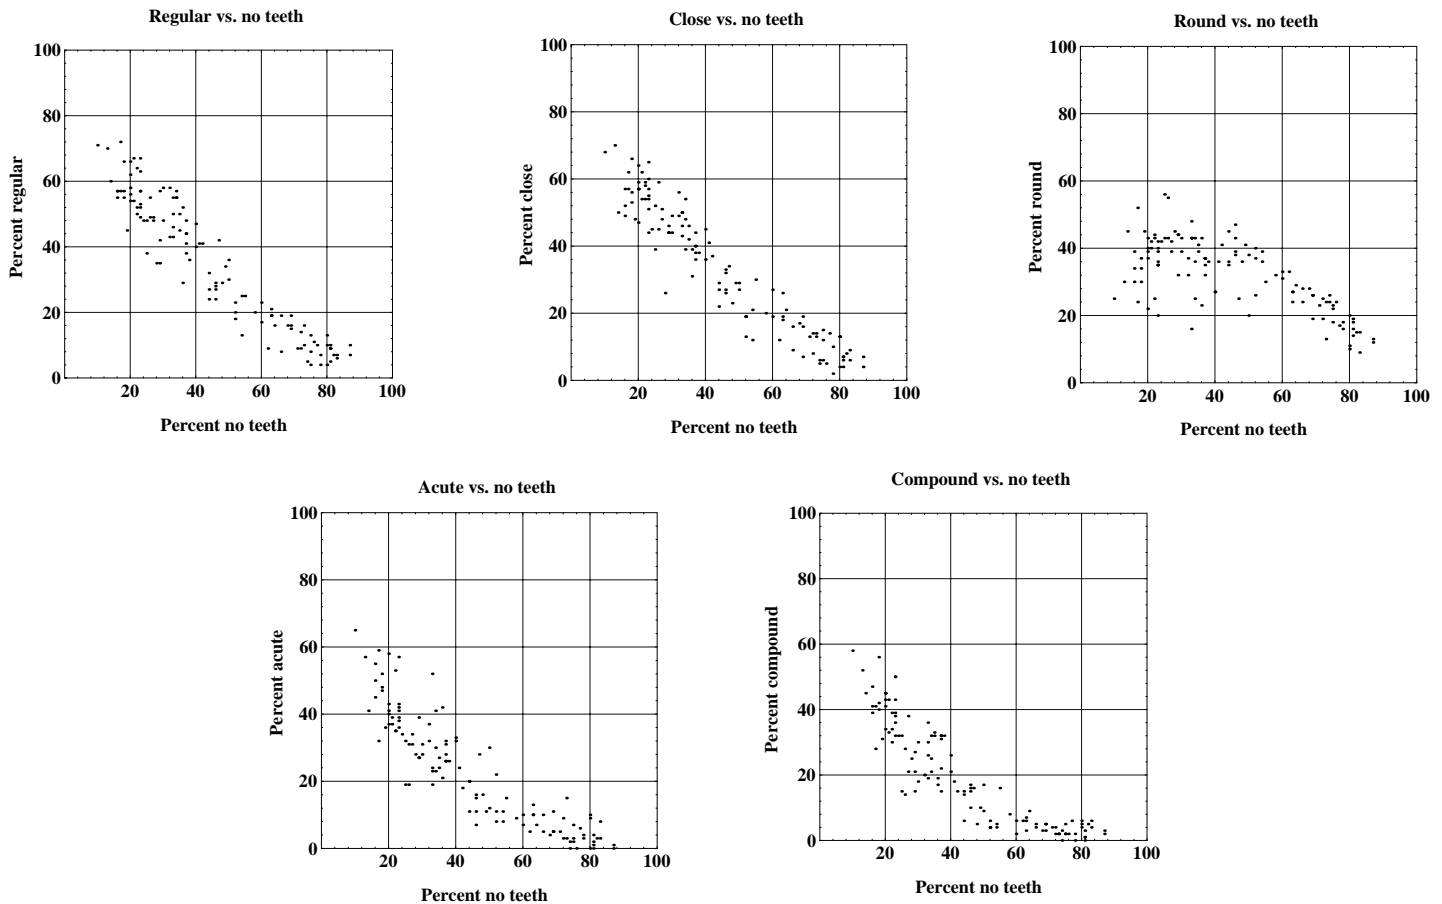 Regular vs. no teeth
100
80
60
40
20
0
20 40 60 80 100
Percent regular
Percent no teeth
Close vs. no teeth
100
80
60
40
20
0
20 40 60 80 100
Percent close
Percent no teeth
Round vs. no teeth
100
80
60
40
20
0
20 40 60 80 100
Percent round
Percent no teeth
Acute vs. no teeth
100
80
60
40
20
0
20 40 60 80 100
Percent acute
Percent no teeth
Compound vs. no teeth
100
80
60
40
20
0
20 40 60 80 100
Percent compound
Percent no teeth